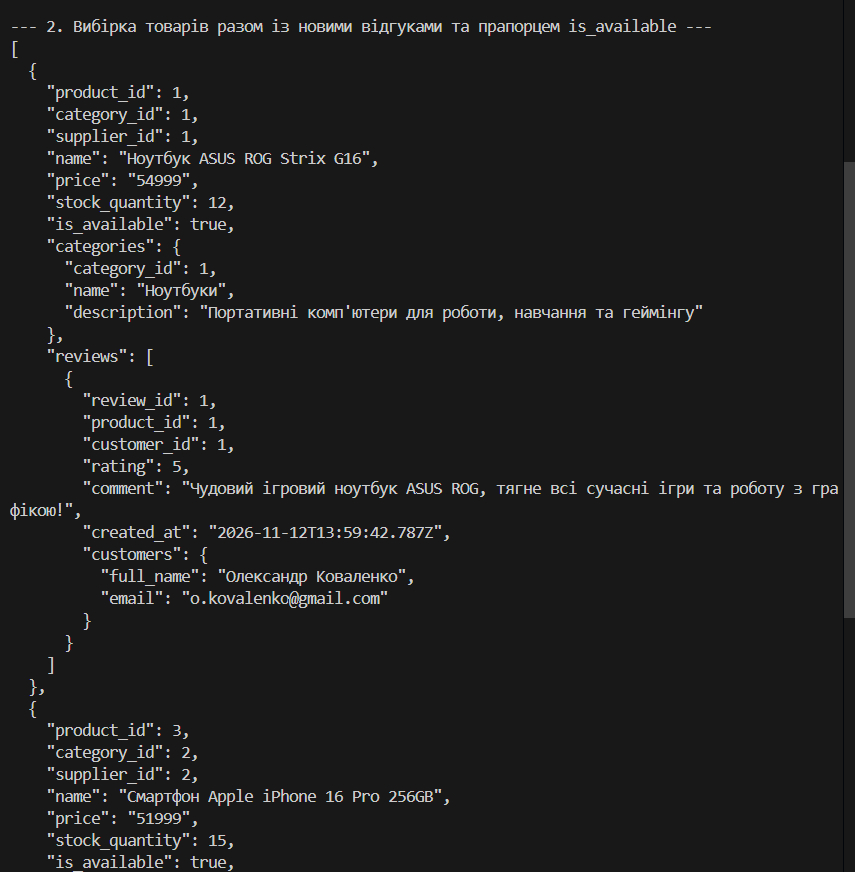 --- 2. Вибірка товарів разом із новими відгуками та прапорцем is_available ---
[
  {
    "product_id": 1,
    "category_id": 1,
    "supplier_id": 1,
    "name": "Ноутбук ASUS ROG Strix G16",
    "price": "54999",
    "stock_quantity": 12,
    "is_available": true,
    "categories": {
      "category_id": 1,
      "name": "Ноутбуки",
      "description": "Портативні комп'ютери для роботи, навчання та геймінгу"
    },
    "reviews": [
      {
        "review_id": 1,
        "product_id": 1,
        "customer_id": 1,
        "rating": 5,
        "comment": "Чудовий ігровий ноутбук ASUS ROG, тягне всі сучасні ігри та роботу з гра
фікою!",
        "created_at": "2026-11-12T13:59:42.787Z",
        "customers": {
          "full_name": "Олександр Коваленко",
          "email": "o.kovalenko@gmail.com"
        }
      }
    ]
  },
  {
    "product_id": 3,
    "category_id": 2,
    "supplier_id": 2,
    "name": "Смартфон Apple iPhone 16 Pro 256GB",
    "price": "51999",
    "stock_quantity": 15,
    "is_available": true,